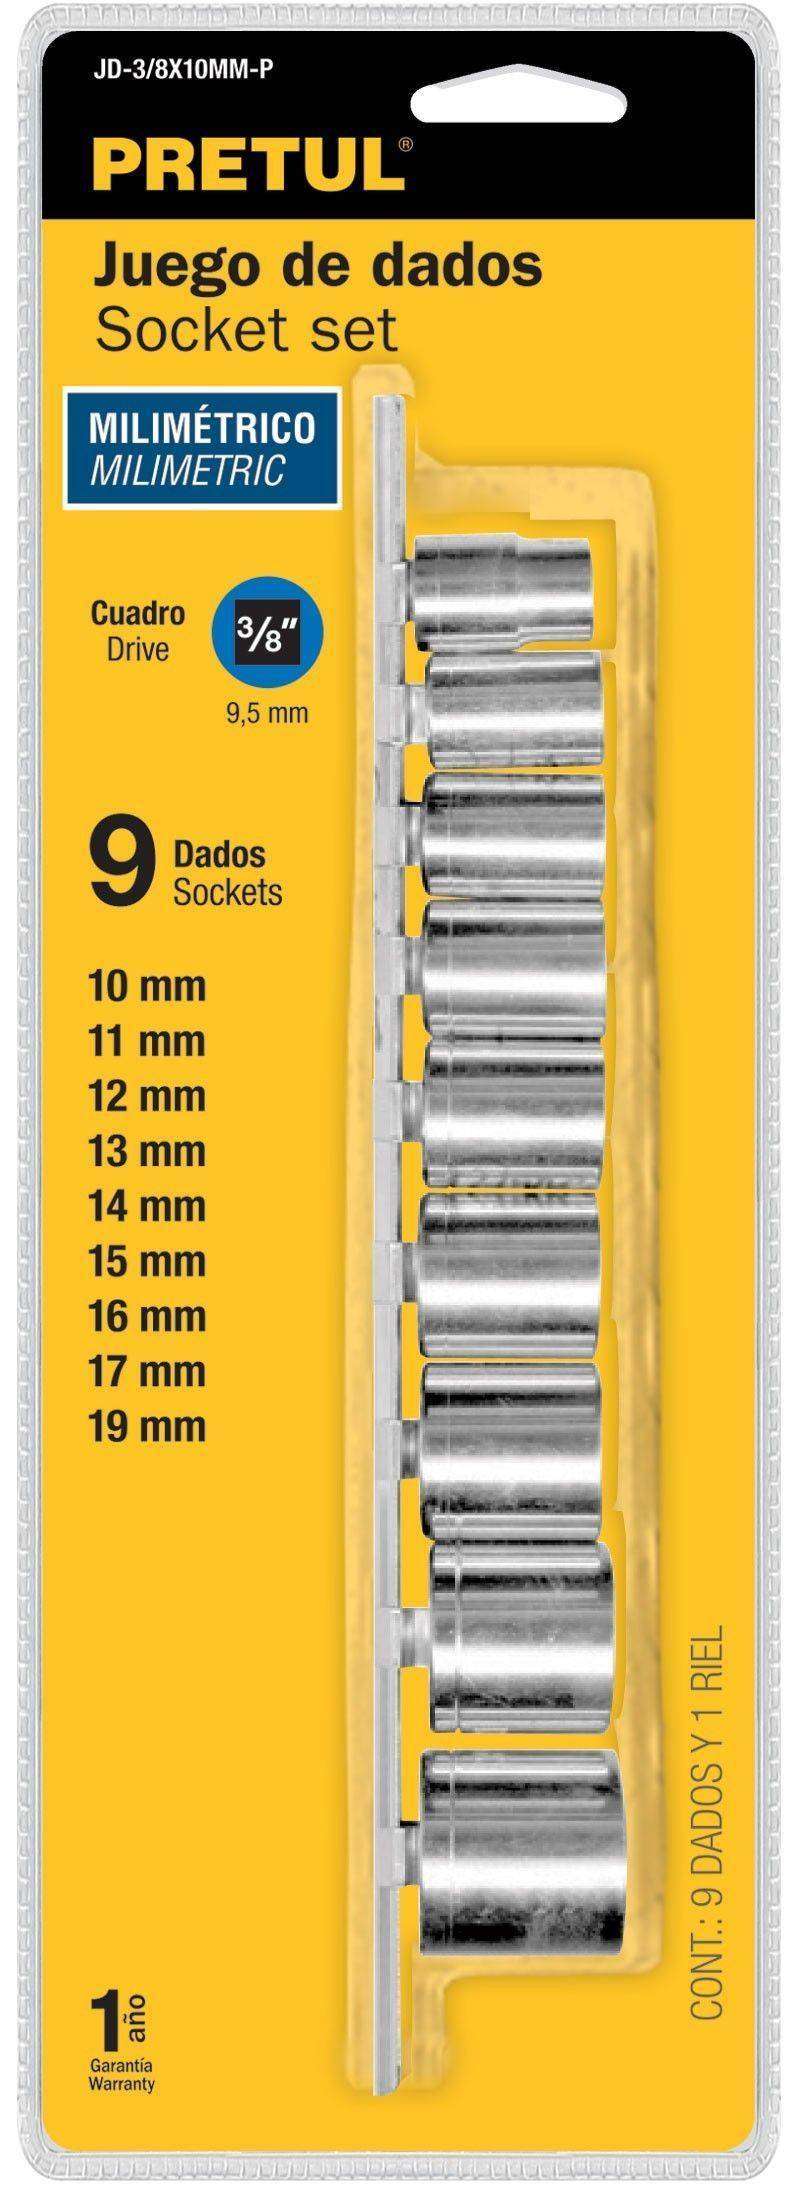 JD-3/8X10MM-P
PRETUL®
Juego de dados
Socket set
MILIMÉTRICO
MILIMETRIC
Cuadro
Drive
3/8"
9,5 mm
9 Dados
Sockets
10 mm
11 mm
12 mm
13 mm
14 mm
15 mm
16 mm
17 mm
19 mm
CONT.: 9 DADOS Y 1 RIEL
1 año
Garantía
Warranty